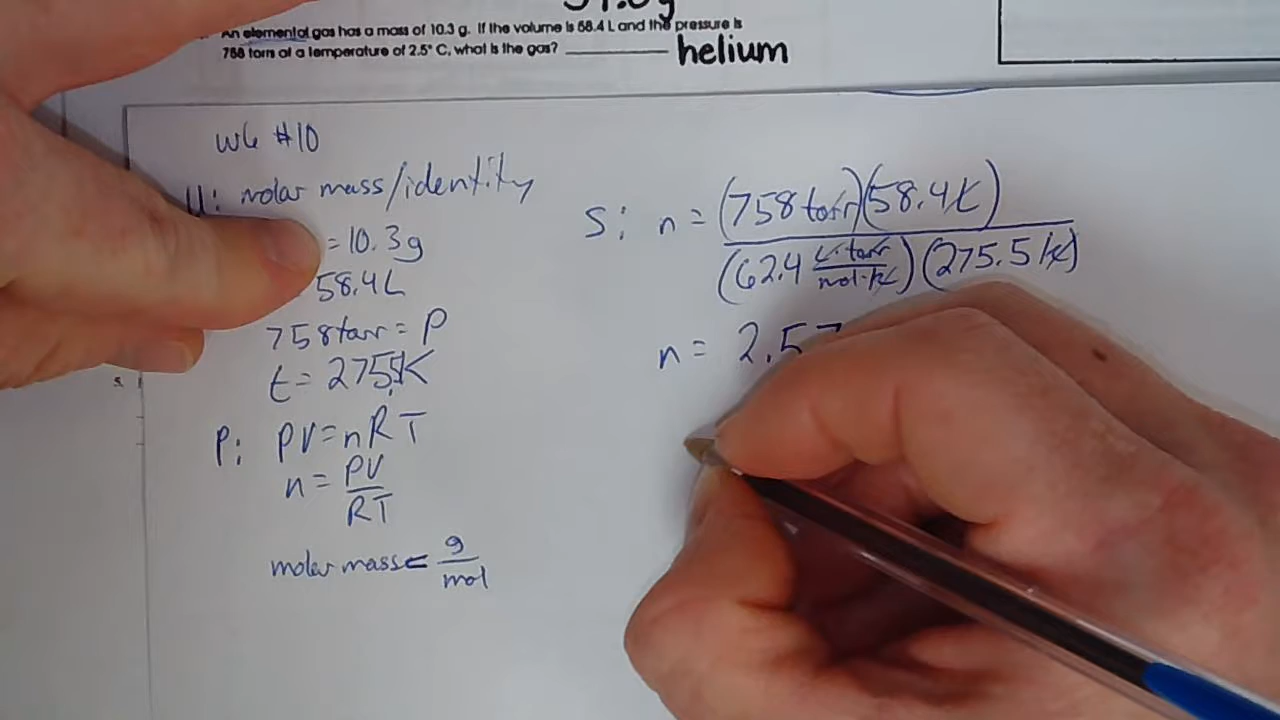 An elemental gas has a mass of 10.3 g. If the volume is 58.4 L and the pressure is
758 torr at a temperature of 2.5° C, what is the gas? helium
W6 #10
U: molar mass/identity
= 10.3g
58.4L
758torr = P
t = 275.5K
P: PV=nRT
n = PV
RT
molar mass = g
mol
S: n = (758 torr)(58.4 L)
(62.4 L·torr
mol·K) (275.5 K)
n = 2.57